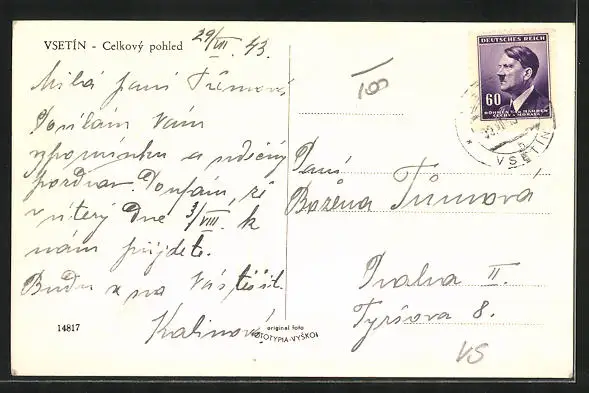 VSETÍN - Celkový pohled
29/VII. 43.
Milá paní Tůmová
Posílám Vám
vzpomínku a srdečný
pozdrav. Doufám, že
v úterý dne 3/VIII. k
nám přijdete.
Budu se na Vás těšit.
Kalinová
14817
original foto
FOTOTYPIA-VYŠKOV
DEUTSCHES REICH
60
BÖHMEN UND MÄHREN
ČECHY A MORAVA
VSETÍN
Paní
Božena Tůmová
Praha II.
Tyršova 8.
VS